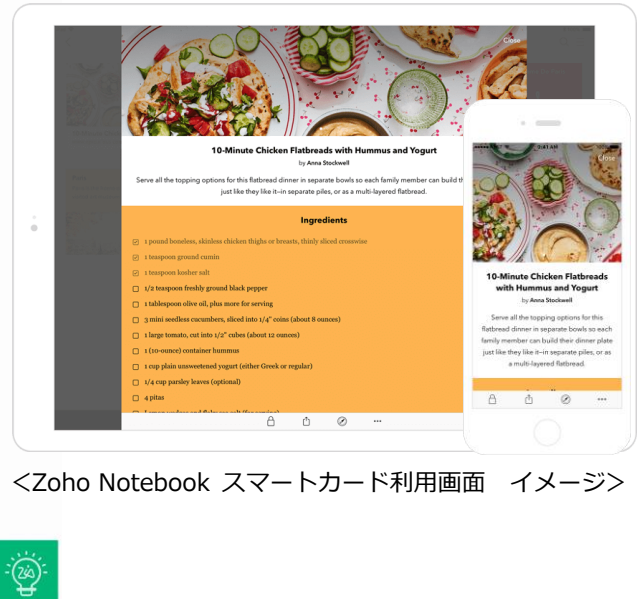 Close
10-Minute Chicken Flatbreads with Hummus and Yogurt
by Anna Stockwell
Serve all the topping options for this flatbread dinner in separate bowls so each family member can build th
just like they like it—in separate piles, or as a multi-layered flatbread.
Ingredients
1 pound boneless, skinless chicken thighs or breasts, thinly sliced crosswise
1 teaspoon ground cumin
1 teaspoon kosher salt
1/2 teaspoon freshly ground black pepper
1 tablespoon olive oil, plus more for serving
3 mini seedless cucumbers, sliced into 1/4" coins (about 8 ounces)
1 large tomato, cut into 1/2" cubes (about 12 ounces)
1 (10-ounce) container hummus
1 cup plain unsweetened yogurt (either Greek or regular)
1/4 cup parsley leaves (optional)
4 pitas
9:41 AM
Close
10-Minute Chicken Flatbreads
with Hummus and Yogurt
by Anna Stockwell
Serve all the topping options for this
flatbread dinner in separate bowls so each
family member can build their dinner plate
just like they like it—in separate piles, or as
a multi-layered flatbread.
<Zoho Notebook スマートカード利用画面　イメージ>